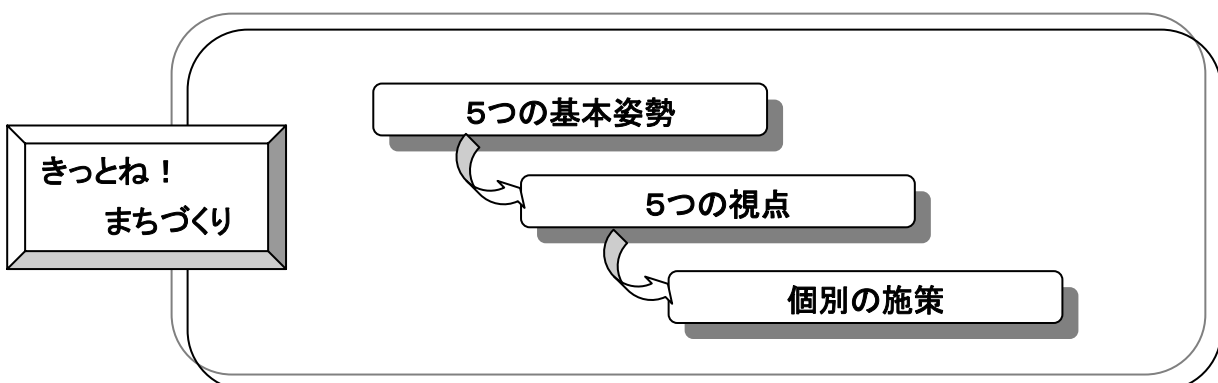 5つの基本姿勢
きっとね！
まちづくり
5つの視点
個別の施策